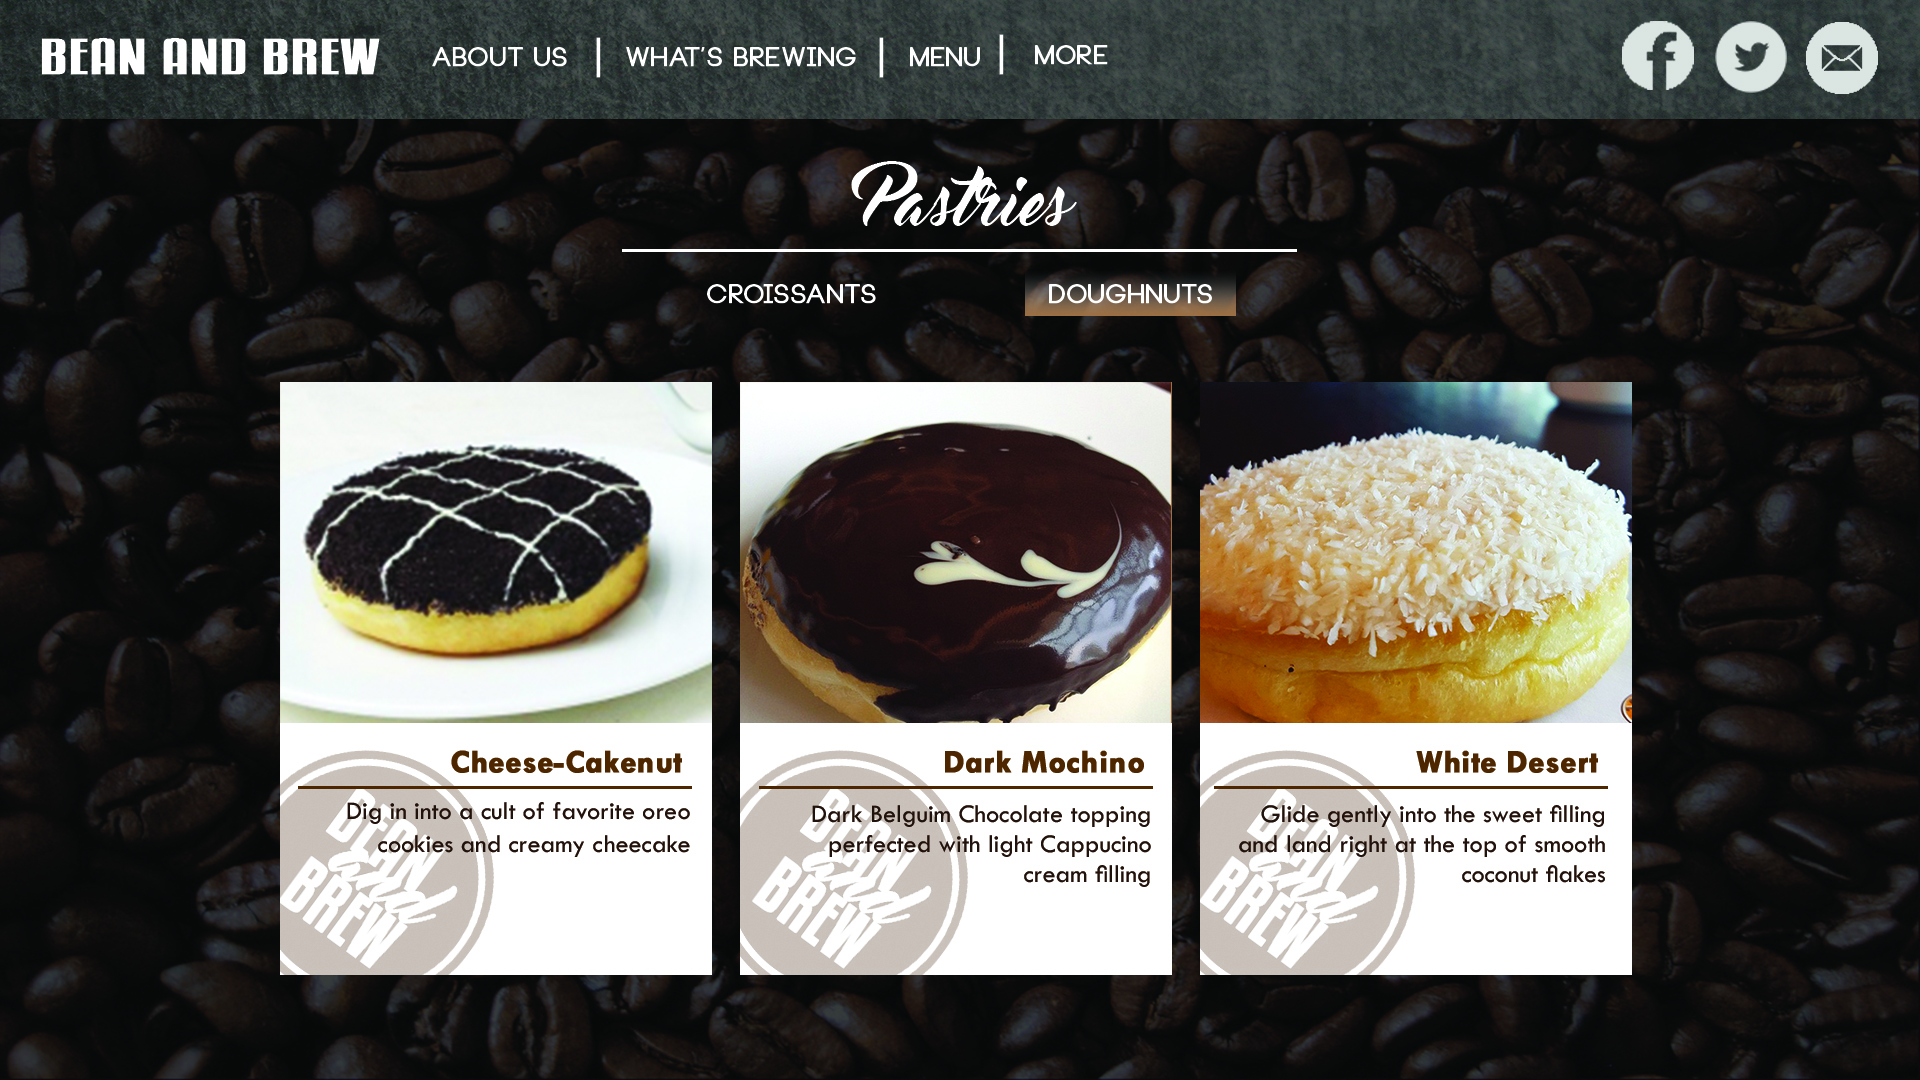 BEAN AND BREW
ABOUT US | WHAT'S BREWING | MENU | MORE
Pastries
CROISSANTS
DOUGHNUTS
Cheese-Cakenut
Dig in into a cult of favorite oreo
cookies and creamy cheecake
BEAN
and
BREW
Dark Mochino
Dark Belguim Chocolate topping
perfected with light Cappucino
cream filling
BEAN
and
BREW
White Desert
Glide gently into the sweet filling
and land right at the top of smooth
coconut flakes
BEAN
and
BREW